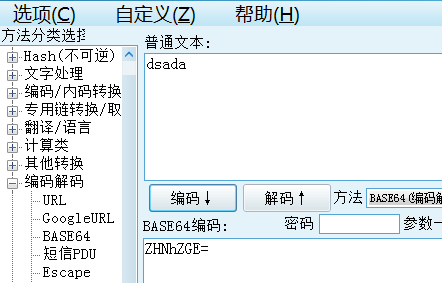 选项(C) 自定义(Z) 帮助(H)
方法分类选择
Hash(不可逆)
文字处理
编码/内码转换
专用链转换/取
翻译/语言
计算类
其他转换
编码解码
URL
GoogleURL
BASE64
短信PDU
Escape
普通文本:
dsada
编码↓ 解码↑ 方法 BASE64(编码解
BASE64编码: 密码 参数一
ZHNhZGE=